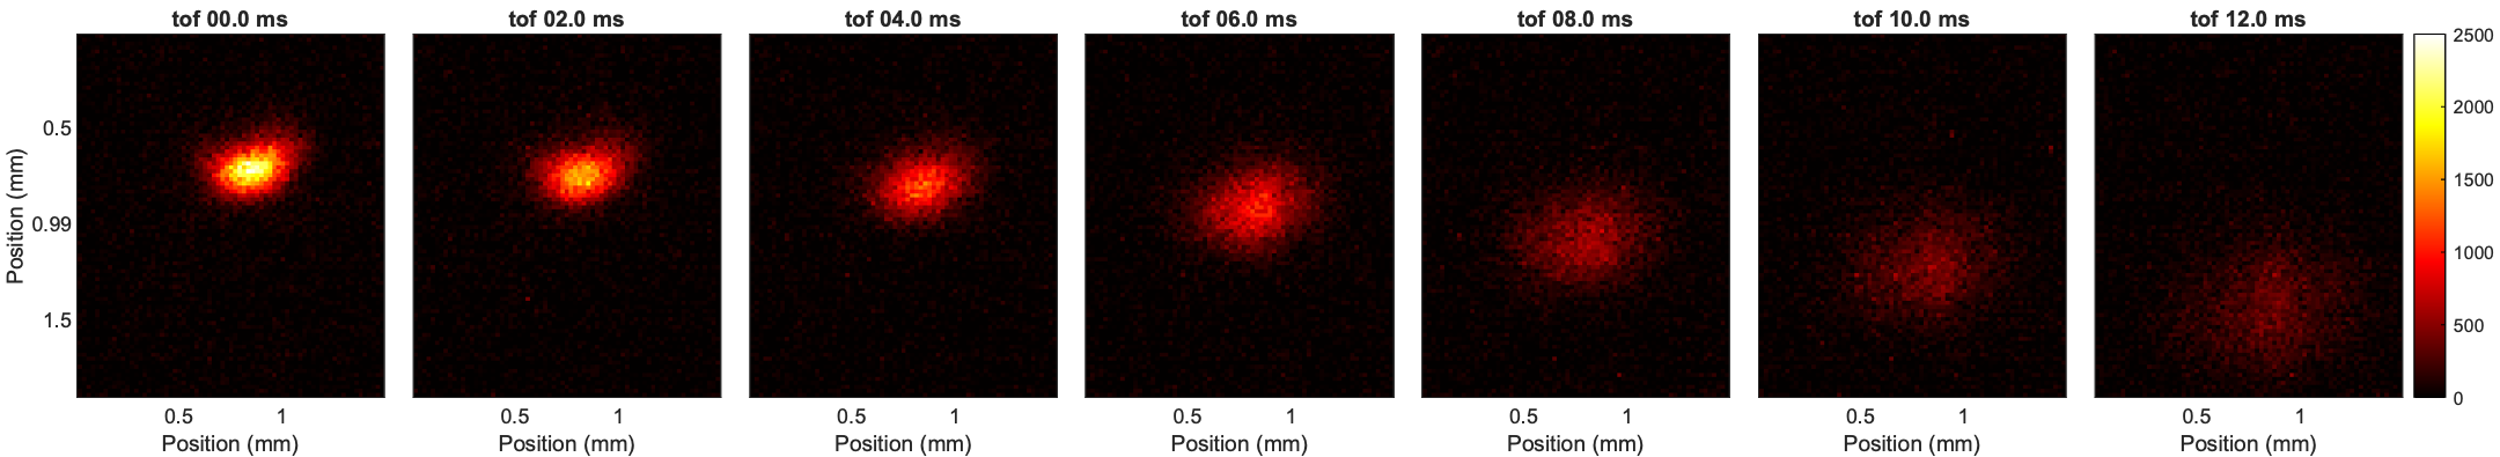 tof 00.0 ms
tof 02.0 ms
tof 04.0 ms
tof 06.0 ms
tof 08.0 ms
tof 10.0 ms
tof 12.0 ms
Position (mm)
0.5
0.99
1.5
0.5 1
0.5 1
0.5 1
0.5 1
0.5 1
0.5 1
0.5 1
Position (mm)
Position (mm)
Position (mm)
Position (mm)
Position (mm)
Position (mm)
Position (mm)
2500
2000
1500
1000
500
0